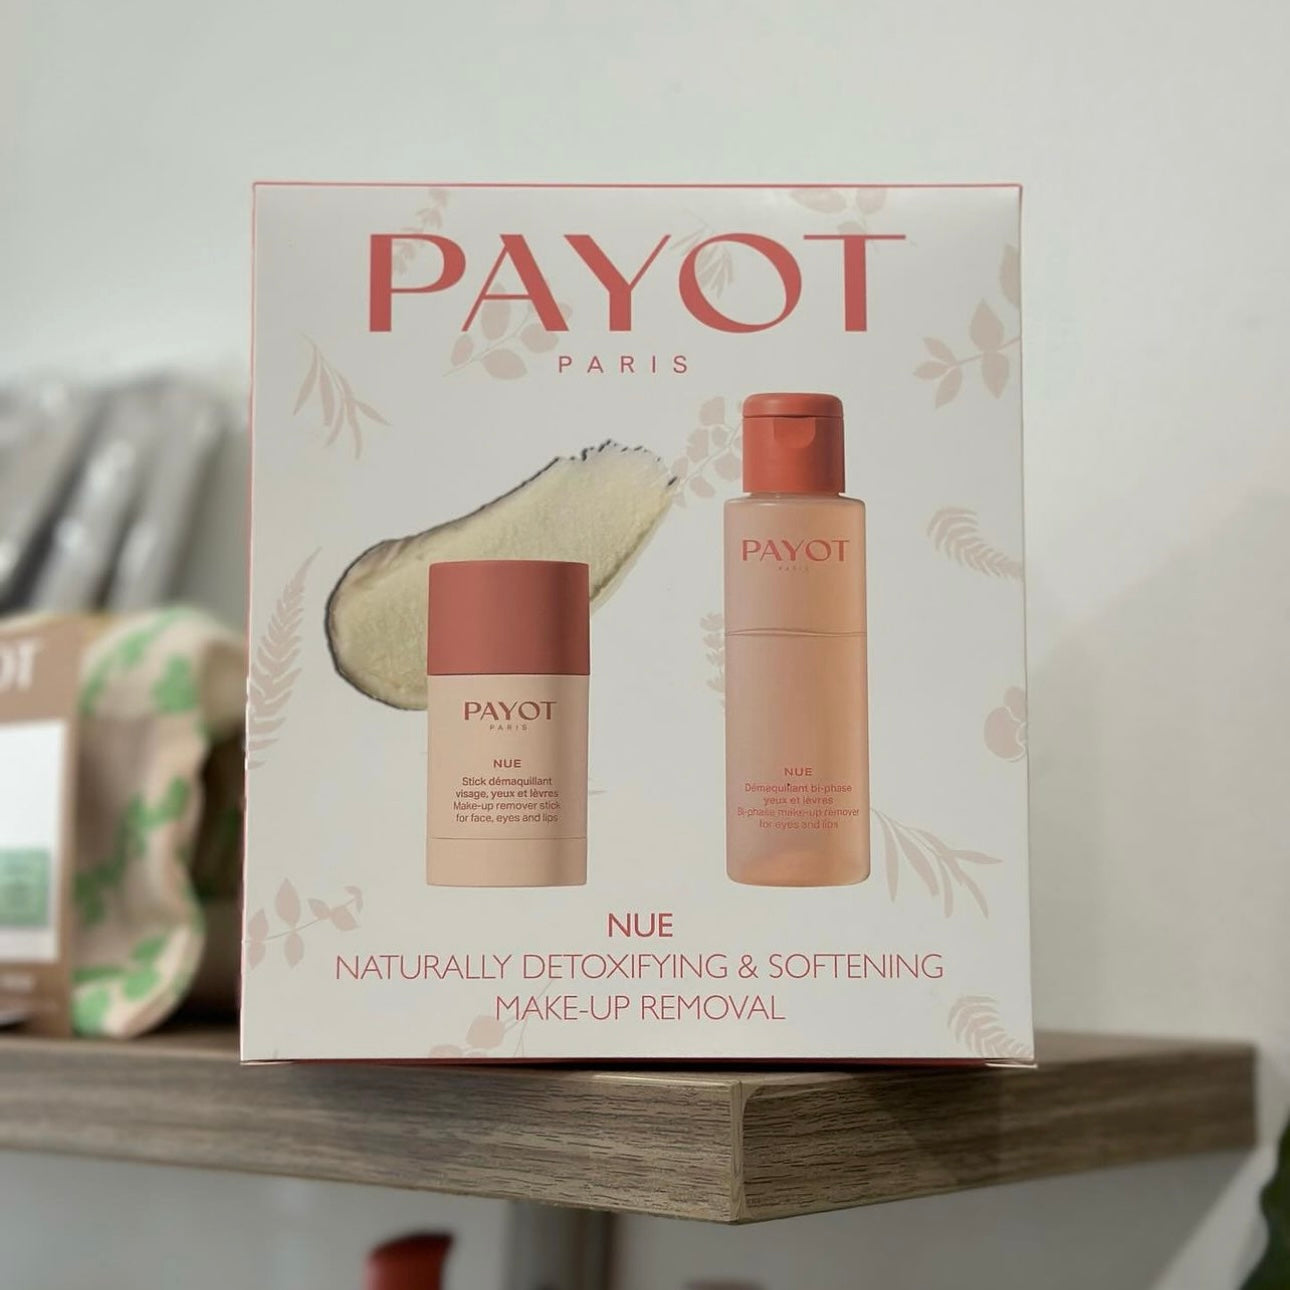 PAYOT
PARIS
PAYOT
PARIS
NUE
Stick démaquillant
visage, yeux et lèvres
Make-up remover stick
for face, eyes and lips
PAYOT
PARIS
NUE
Démaquillant bi-phase
yeux et lèvres
Bi-phase make-up remover
for eyes and lips
NUE
NATURALLY DETOXIFYING & SOFTENING
MAKE-UP REMOVAL
OT